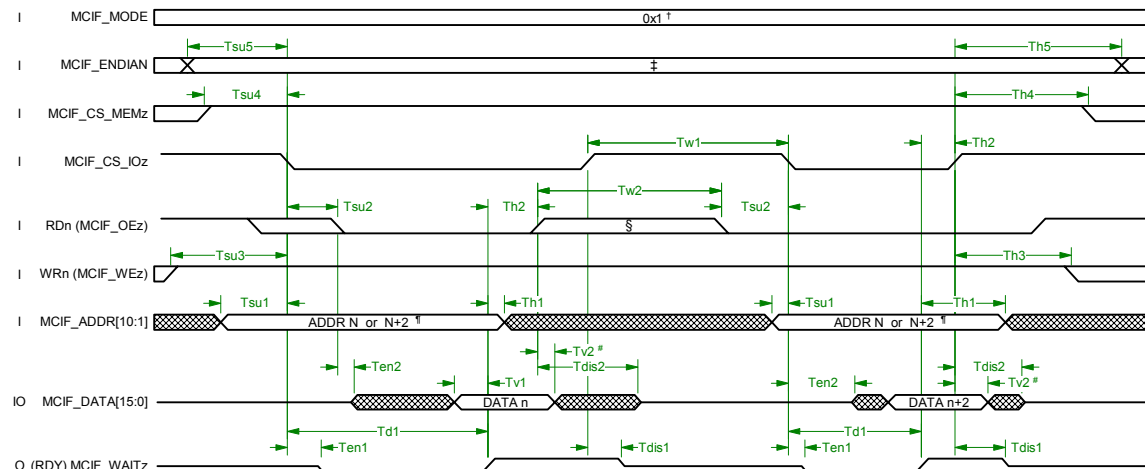 I MCIF_MODE 0x1 †
Tsu5 Th5
I MCIF_ENDIAN ‡
Tsu4 Th4
I MCIF_CS_MEMz
Tw1 Th2
I MCIF_CS_IOz
Tw2
Tsu2 Th2 Tsu2
I RDn (MCIF_OEz) §
Tsu3 Th3
I WRn (MCIF_WEz)
Tsu1 Th1 Tsu1 Th1
I MCIF_ADDR[10:1] ADDR N or N+2 ¶ ADDR N or N+2 ¶
Tv2 #
Ten2 Tdis2 Tdis2
Tv1 Ten2 Tv2 #
IO MCIF_DATA[15:0] DATA n DATA n+2
Td1 Td1
Ten1 Tdis1 Ten1 Tdis1
O (RDY) MCIF_WAITz